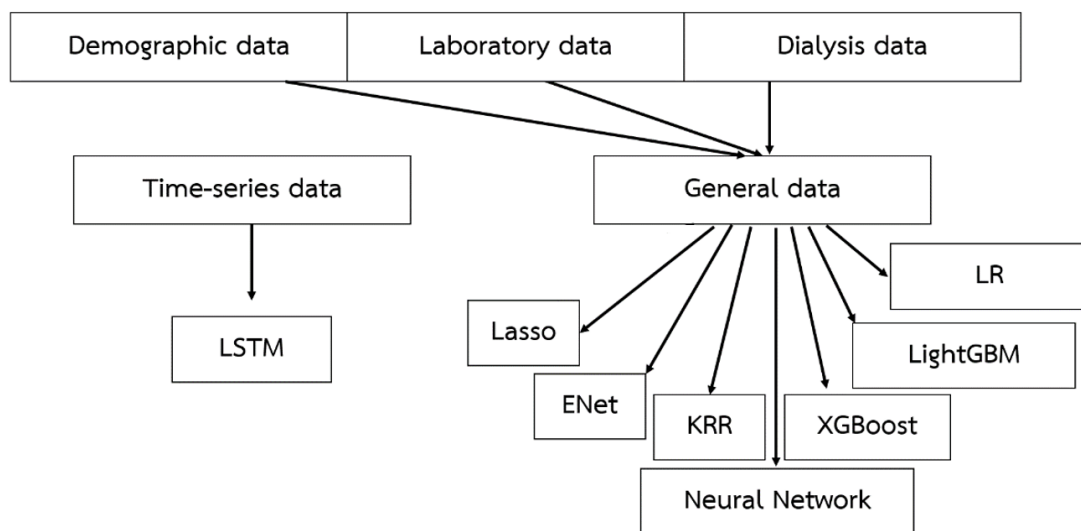 Demographic data
Laboratory data
Dialysis data
Time-series data
General data
LR
Lasso
LSTM
LightGBM
ENet
KRR
XGBoost
Neural Network